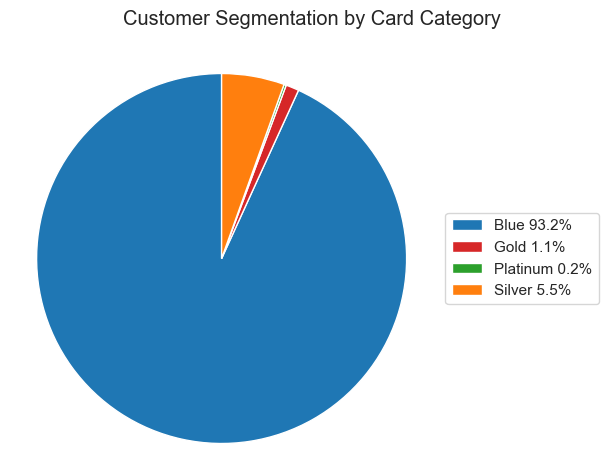 Customer Segmentation by Card Category
Blue 93.2%
Gold 1.1%
Platinum 0.2%
Silver 5.5%